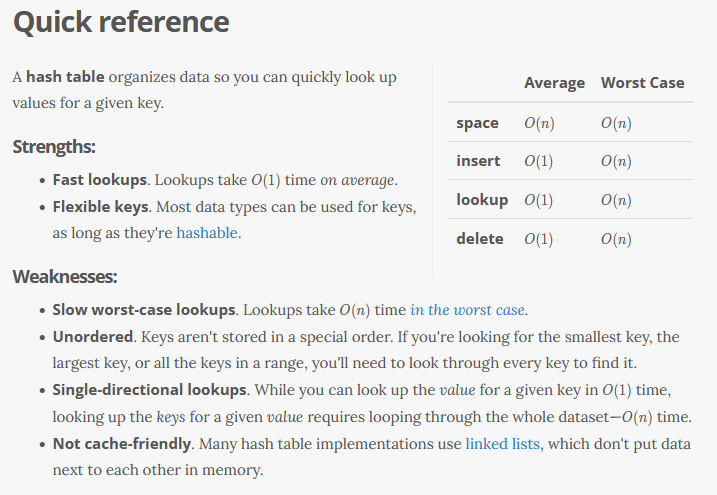 Quick reference
A hash table organizes data so you can quickly look up
values for a given key.
Strengths:
• Fast lookups. Lookups take O(1) time on average.
• Flexible keys. Most data types can be used for keys,
as long as they're hashable.
Average Worst Case
space O(n) O(n)
insert O(1) O(n)
lookup O(1) O(n)
delete O(1) O(n)
Weaknesses:
• Slow worst-case lookups. Lookups take O(n) time in the worst case.
• Unordered. Keys aren't stored in a special order. If you're looking for the smallest key, the
largest key, or all the keys in a range, you'll need to look through every key to find it.
• Single-directional lookups. While you can look up the value for a given key in O(1) time,
looking up the keys for a given value requires looping through the whole dataset—O(n) time.
• Not cache-friendly. Many hash table implementations use linked lists, which don't put data
next to each other in memory.